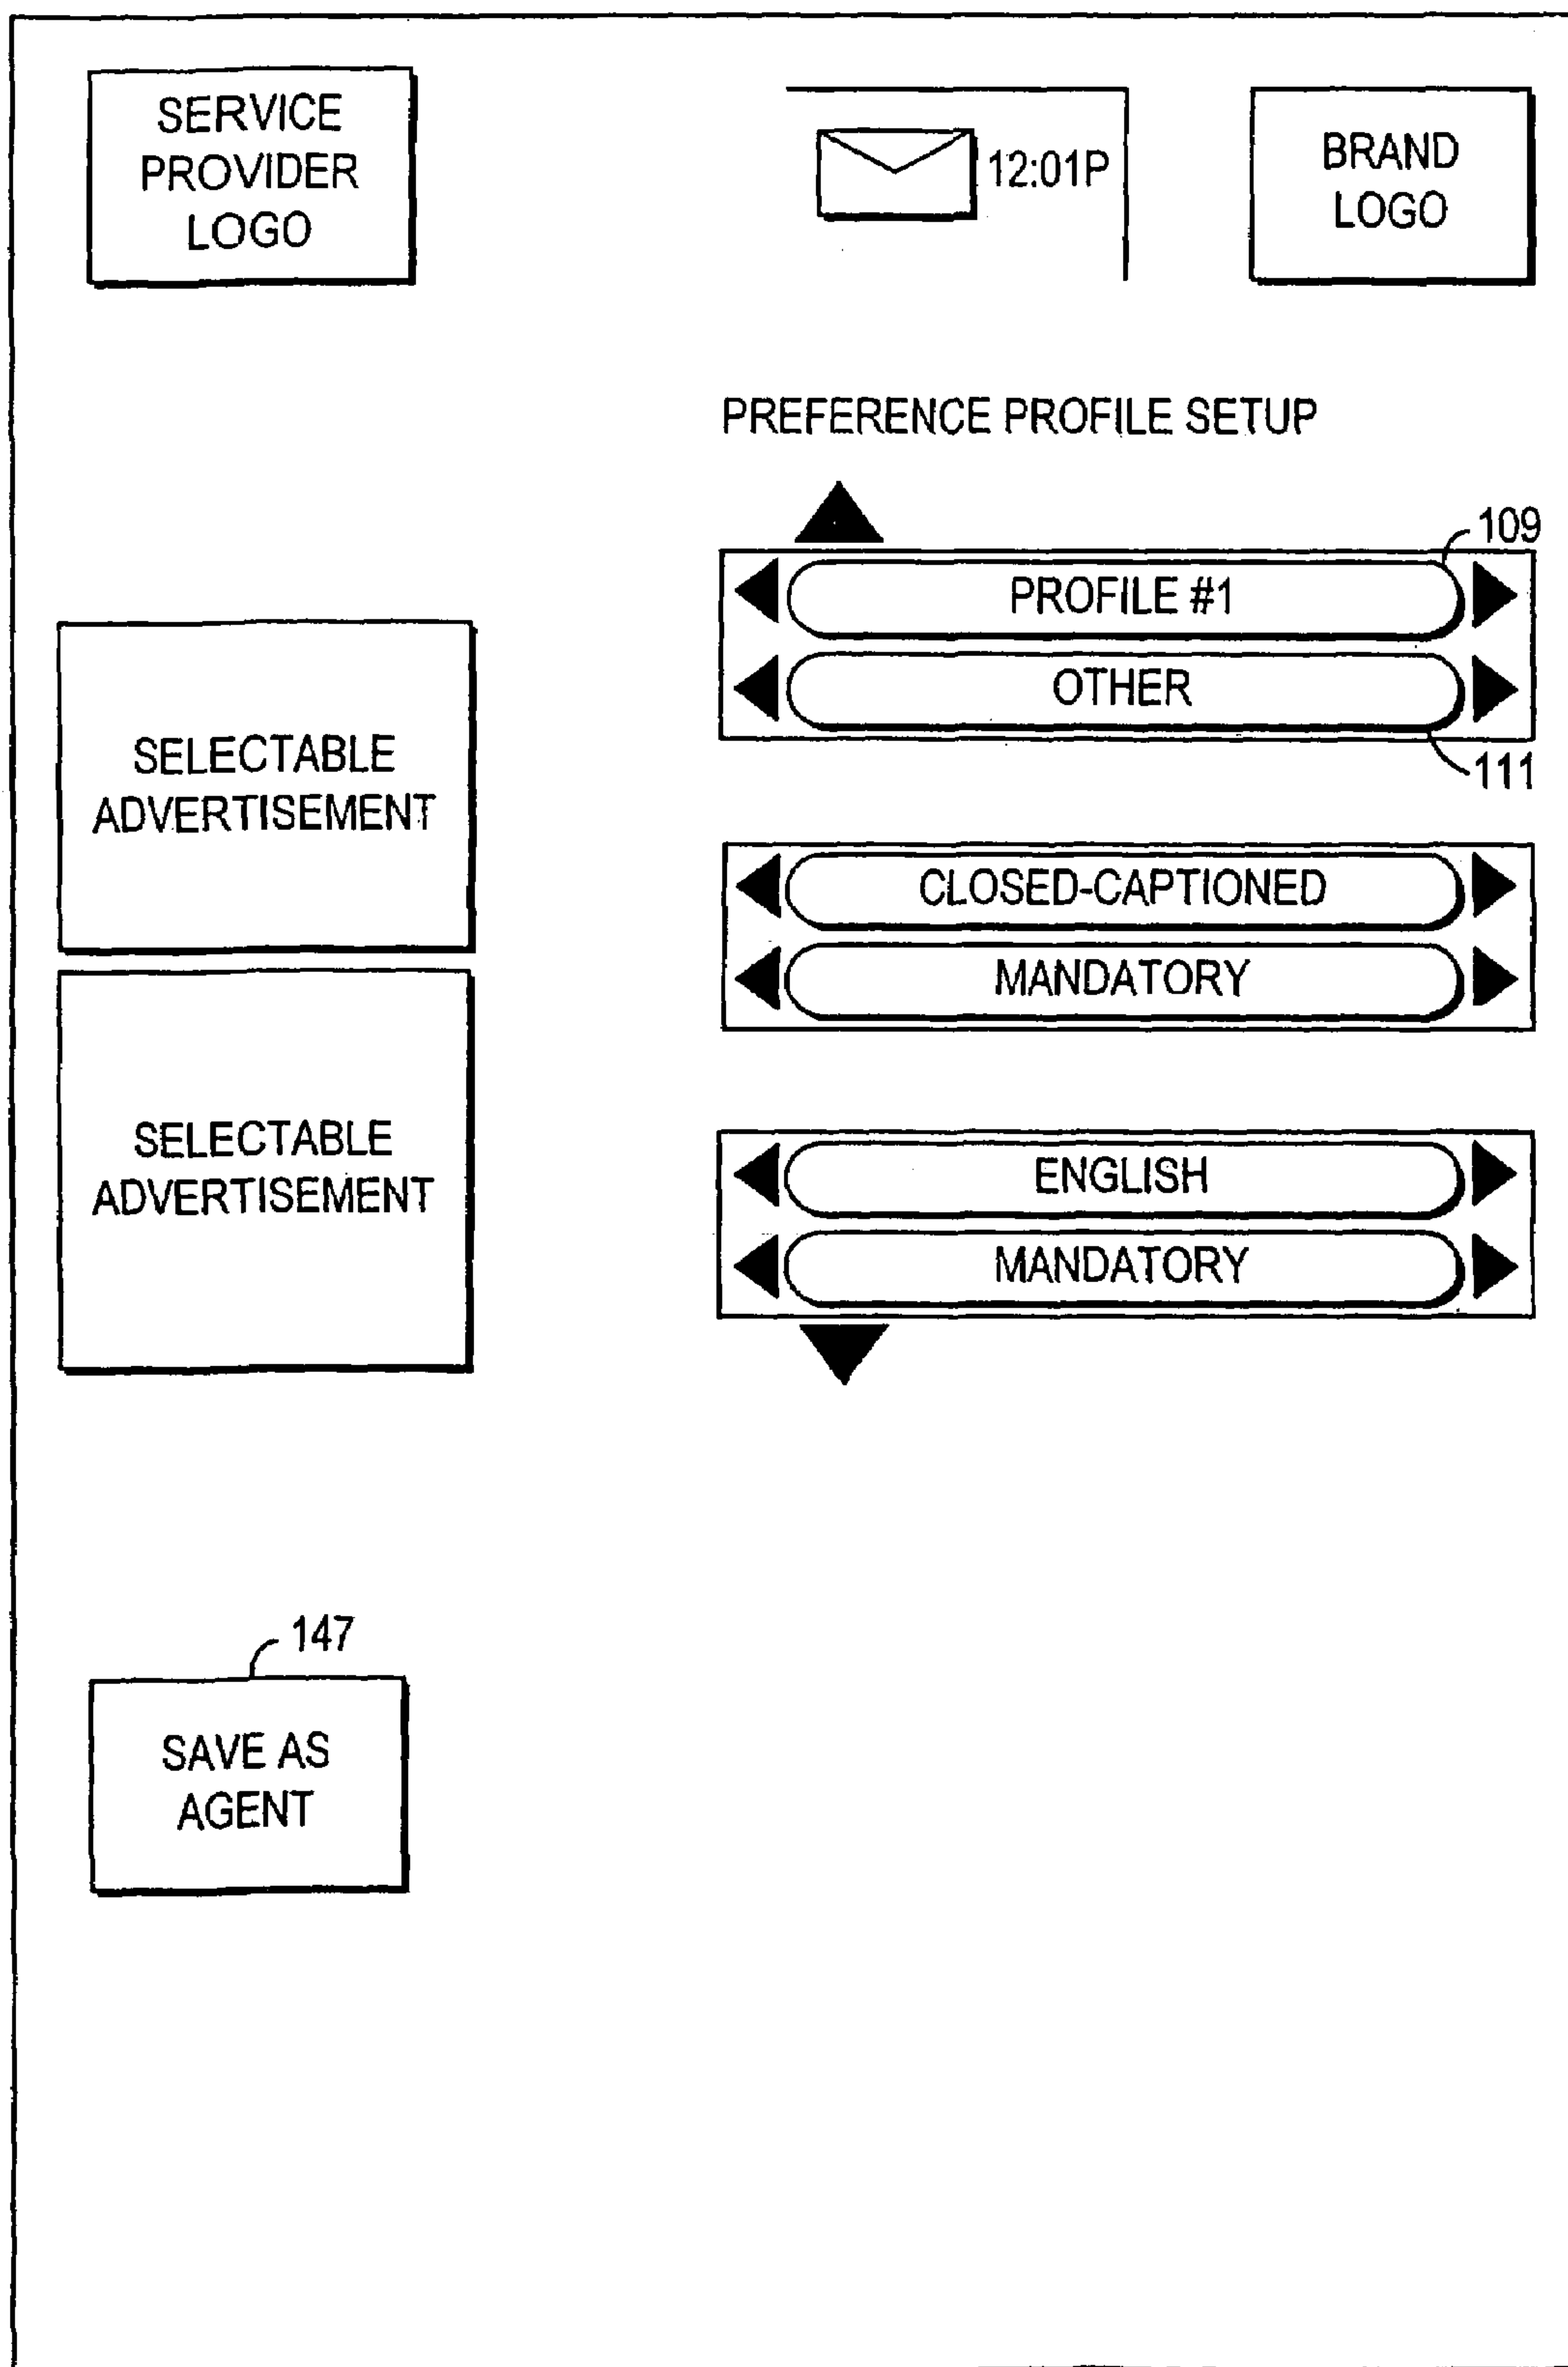 SERVICE
PROVIDER
LOGO
12:01P
BRAND
LOGO
PREFERENCE PROFILE SETUP
109
PROFILE #1
OTHER
111
SELECTABLE
ADVERTISEMENT
CLOSED-CAPTIONED
MANDATORY
SELECTABLE
ADVERTISEMENT
ENGLISH
MANDATORY
147
SAVE AS
AGENT